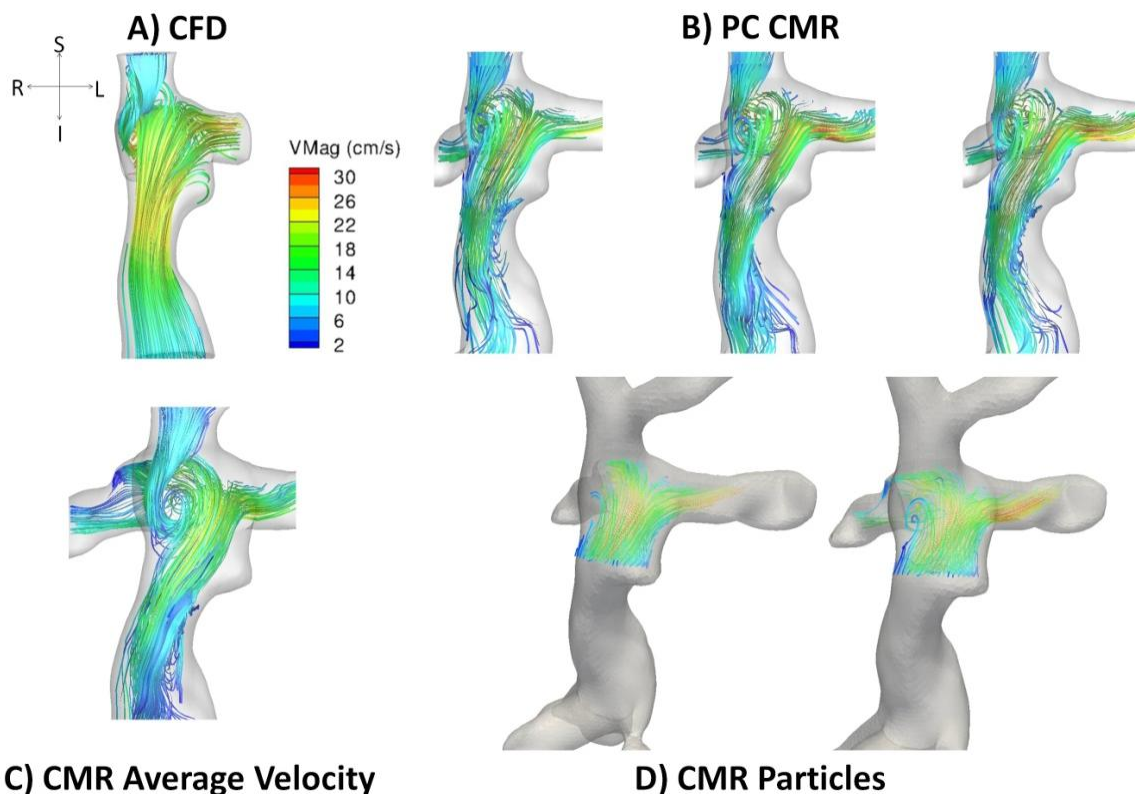 A) CFD
B) PC CMR
S
R
L
I
VMag (cm/s)
30
26
22
18
14
10
6
2
C) CMR Average Velocity
D) CMR Particles